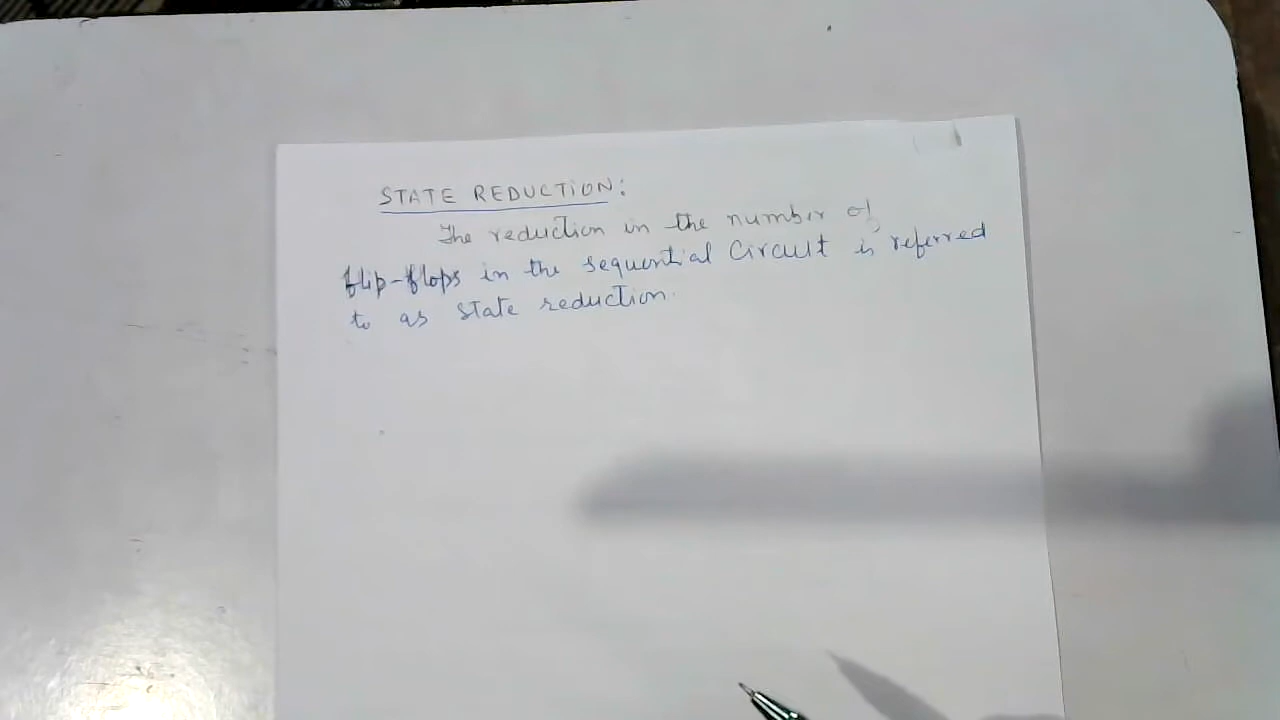 STATE REDUCTION:
The reduction in the number of
flip-flops in the sequential Circuit is referred
to as state reduction.